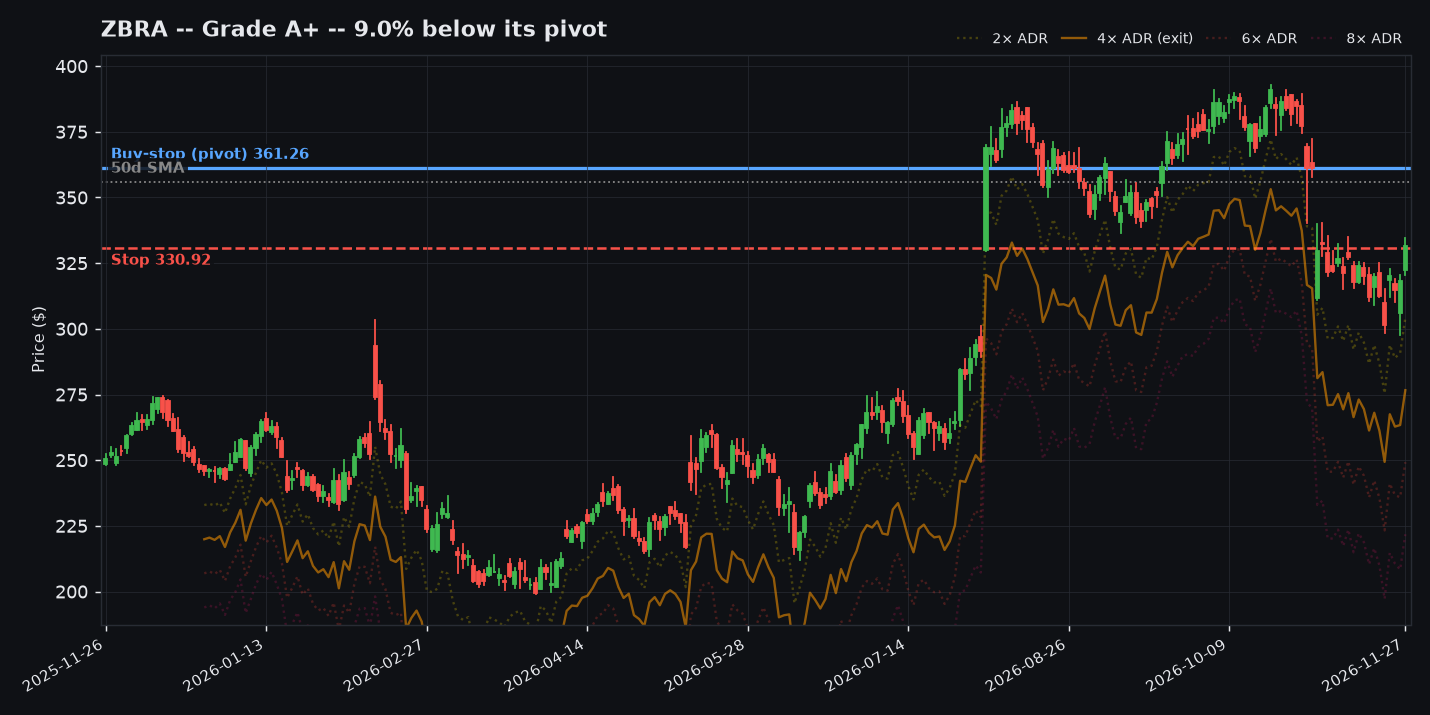 ZBRA -- Grade A+ -- 9.0% below its pivot
2× ADR
4× ADR (exit)
6× ADR
8× ADR
400
375
350
325
300
275
250
225
200
Price ($)
Buy-stop (pivot) 361.26
50d SMA
Stop 330.92
2025-11-26
2026-01-13
2026-02-27
2026-04-14
2026-05-28
2026-07-14
2026-08-26
2026-10-09
2026-11-27